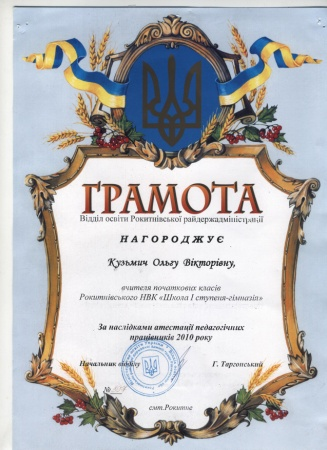 ГРАМОТА
Відділ освіти Рокитнівської райдержадміністрації
НАГОРОДЖУЄ
Кузьмич Ольгу Вікторівну,
вчителя початкових класів
Рокитнівського НВК «Школа І ступеня-гімназія»
За наслідками атестації педагогічних
працівників 2010 року
Начальник відділу Г. Таргонський
№
смт.Рокитне